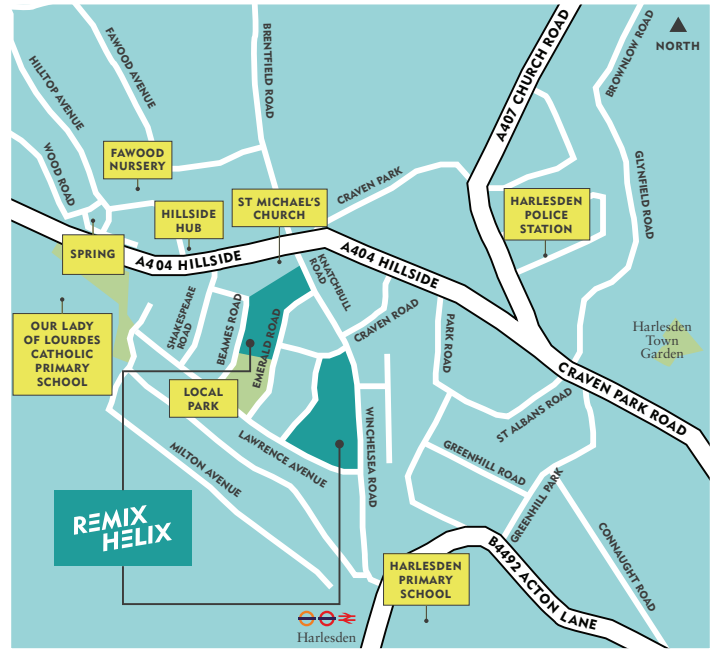 HILLTOP AVENUE
FAWOOD AVENUE
BRENTFIELD ROAD
A407 CHURCH ROAD
BROWNLOW ROAD
NORTH
WOOD ROAD
FAWOOD
NURSERY
CRAVEN PARK
GLYNFIELD ROAD
HILLSIDE
HUB
ST MICHAEL'S
CHURCH
HARLESDEN
POLICE
STATION
SPRING
A404 HILLSIDE
A404 HILLSIDE
KNATCHBULL
ROAD
OUR LADY
OF LOURDES
CATHOLIC
PRIMARY
SCHOOL
SHAKESPEARE
ROAD
BEAMES ROAD
EMERALD ROAD
CRAVEN ROAD
PARK ROAD
Harlesden
Town
Garden
CRAVEN PARK ROAD
LOCAL
PARK
ST ALBANS ROAD
WINCHELSEA ROAD
LAWRENCE AVENUE
MILTON AVENUE
GREENHILL ROAD
GREENHILL PARK
REMIX
HELIX
CONNAUGHT ROAD
B4492 ACTON LANE
HARLESDEN
PRIMARY
SCHOOL
Harlesden